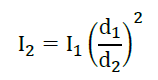 I₂ = I₁ (d₁/d₂)²